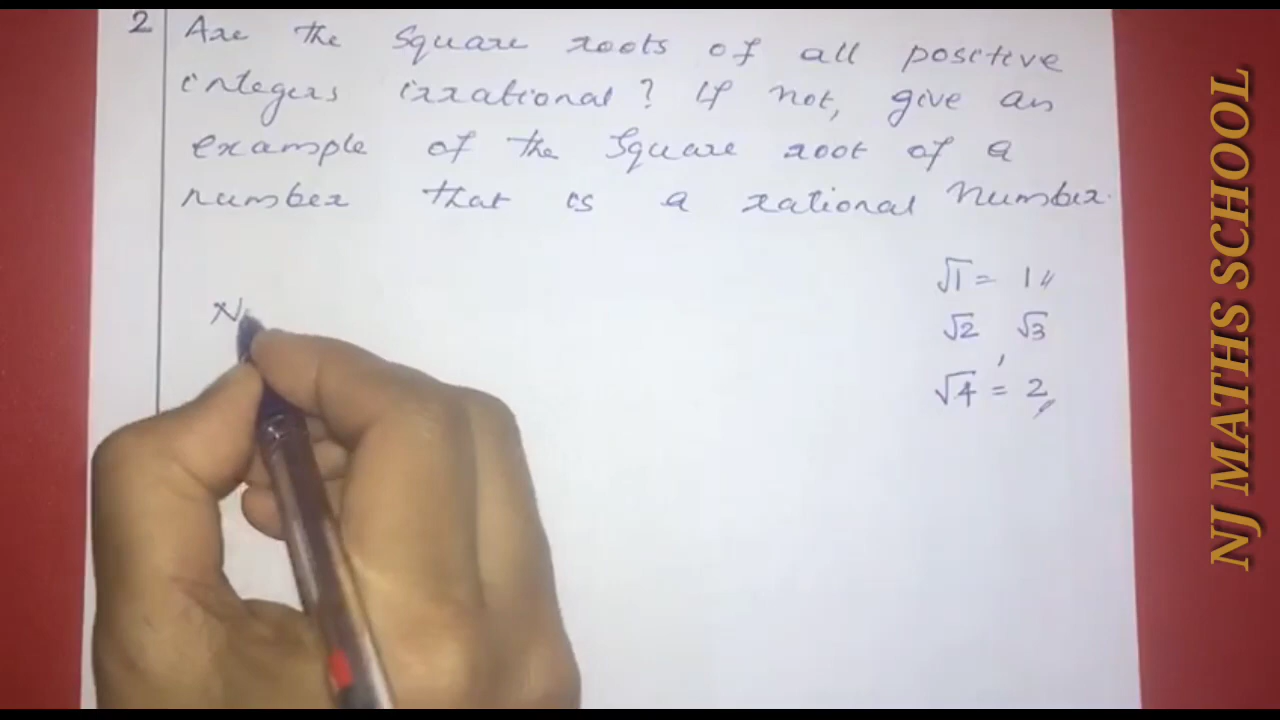 2 Are the Square roots of all positive
integers irrational? If not, give an
example of the Square root of a
number that is a rational Number.
√1 = 1
√2, √3
√4 = 2,
NJ MATHS SCHOOL